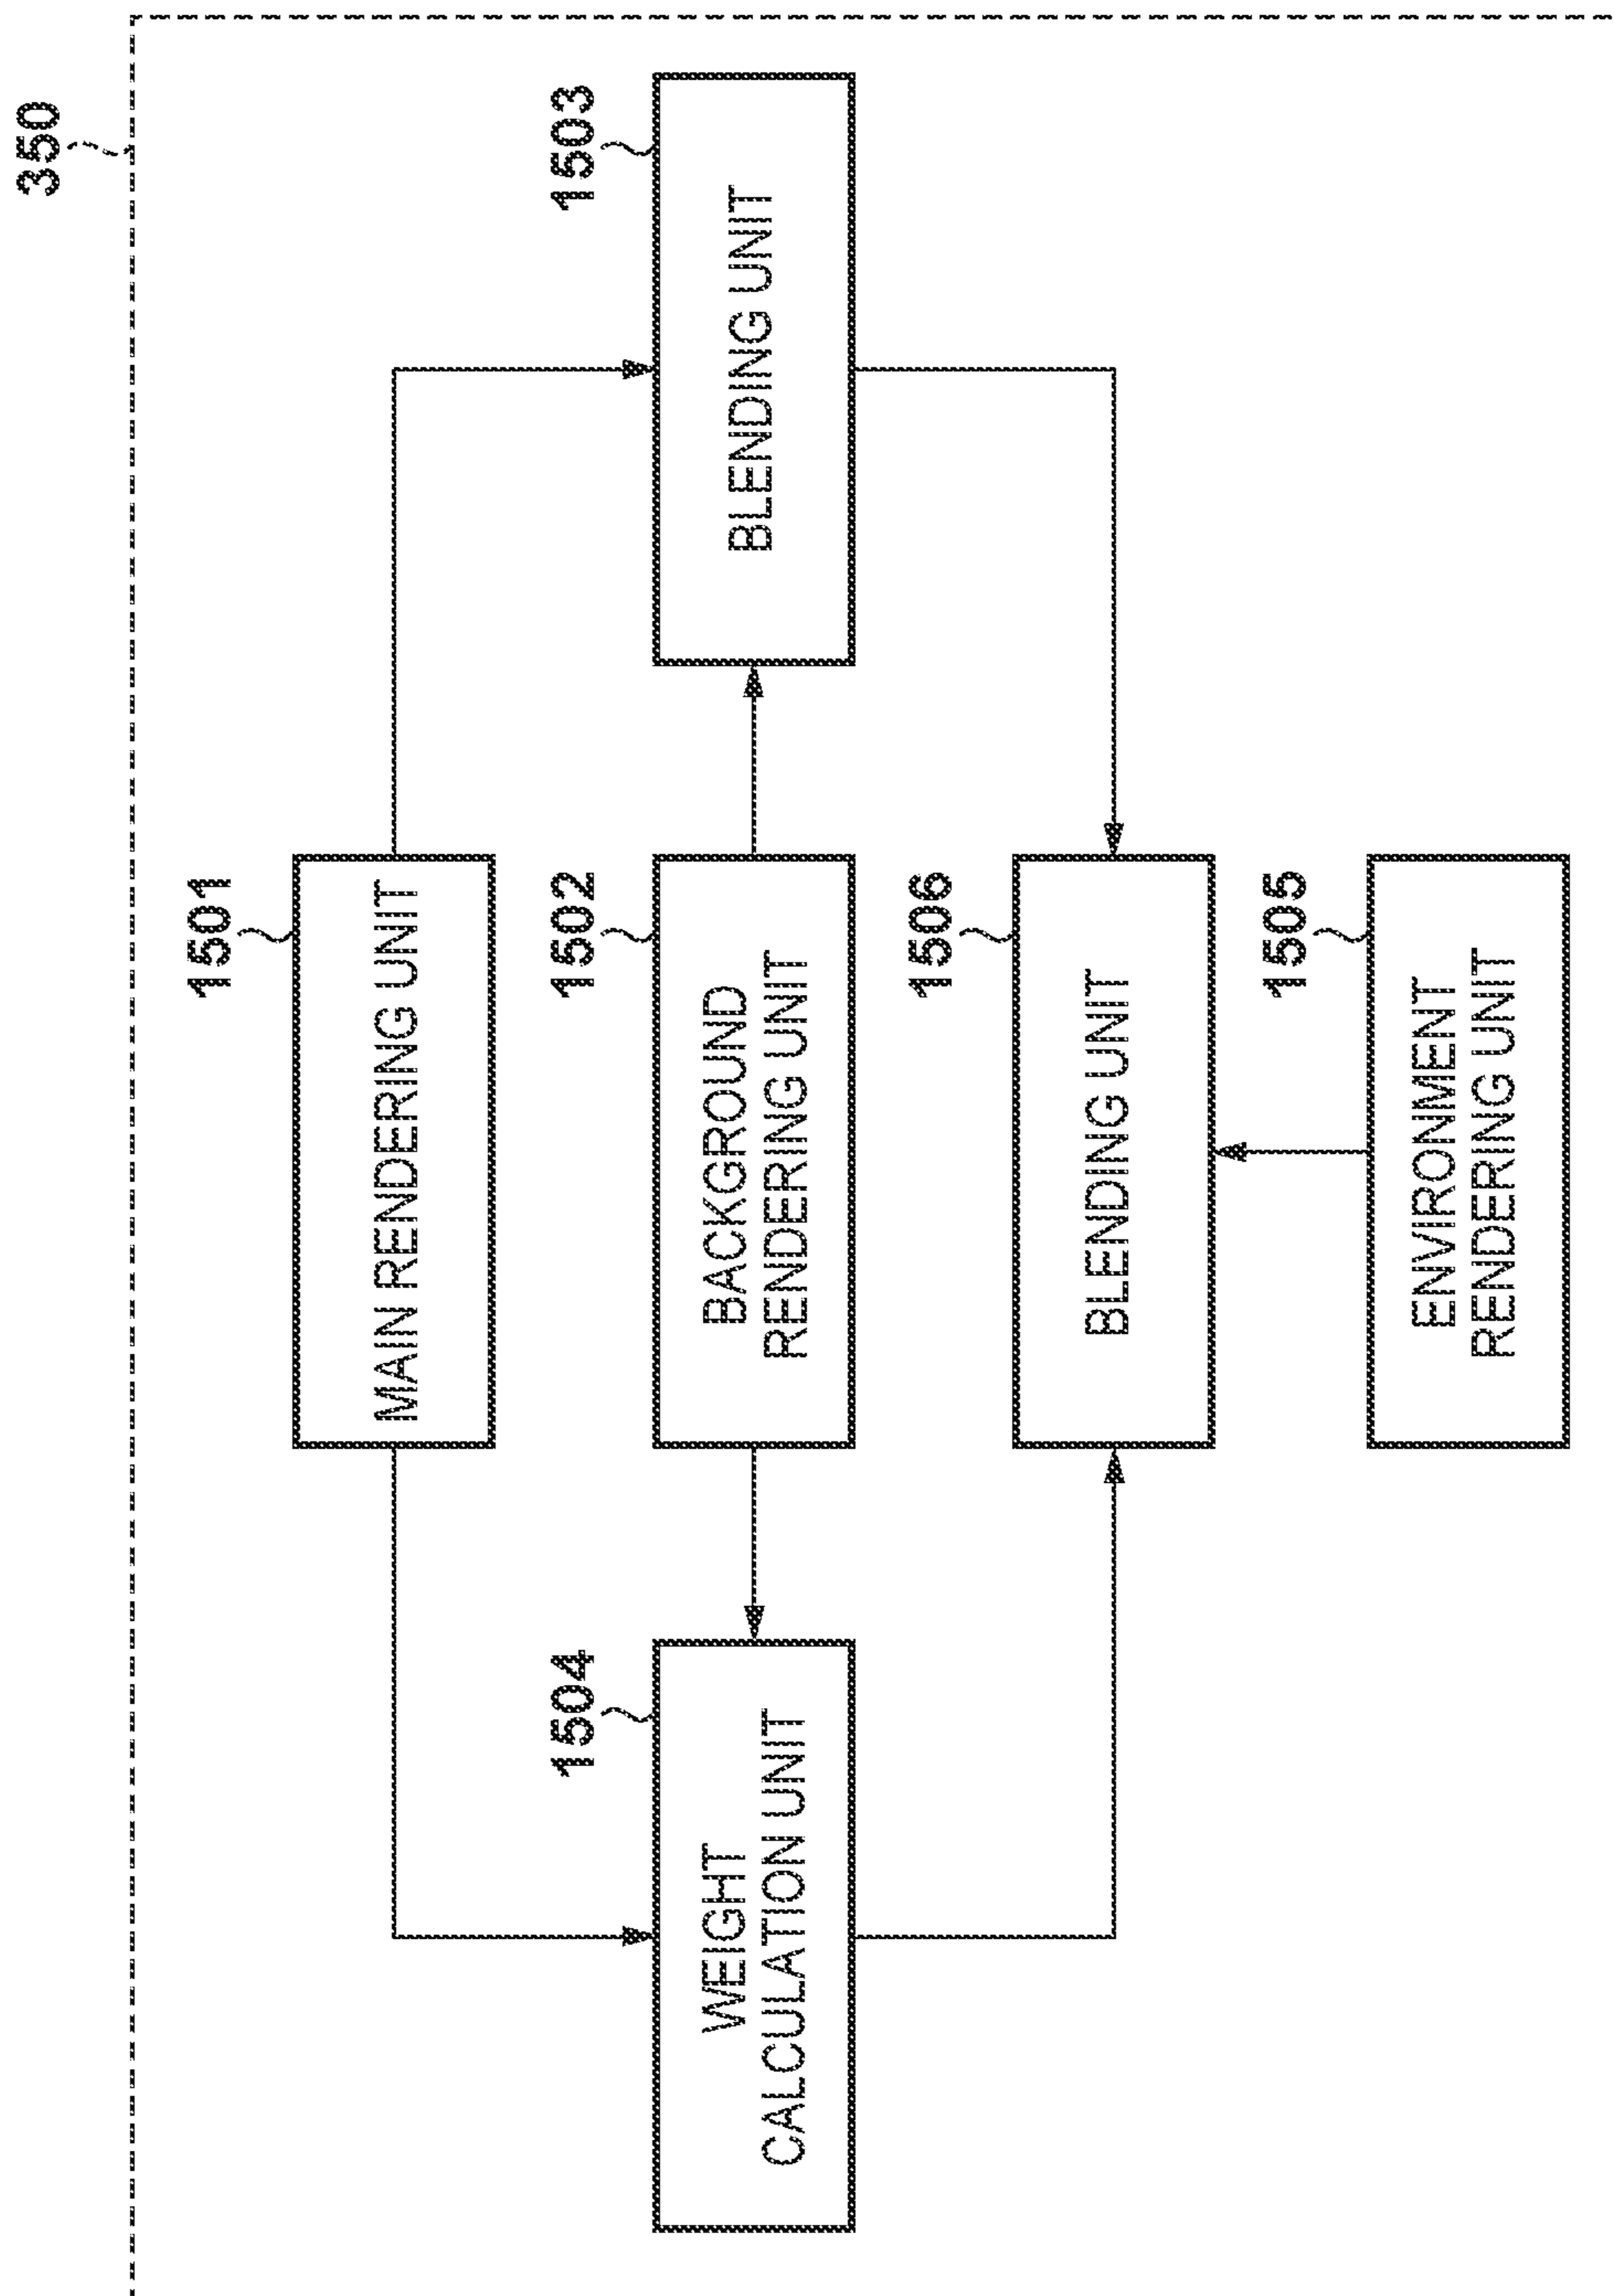 350
1501
MAIN RENDERING UNIT
1504
WEIGHT
CALCULATION UNIT
1502
BACKGROUND
RENDERING UNIT
1503
BLENDING UNIT
1506
BLENDING UNIT
1505
ENVIRONMENT
RENDERING UNIT